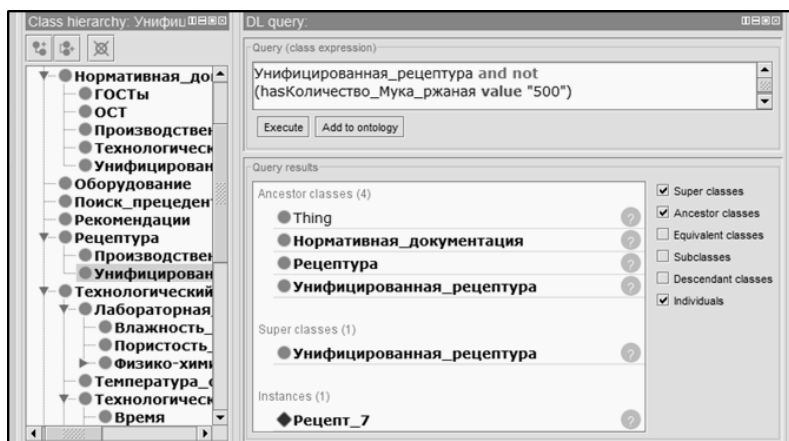 Class hierarchy: Унифиц
Нормативная_до
ГОСТы
ОСТ
Производствен
Технологическ
Унифицирован
Оборудование
Поиск_прецеден
Рекомендации
Рецептура
Производствен
Унифицирован
Технологический
Лабораторная
Влажность_
Пористость_
Физико-хими
Температура_о
Технологическ
Время
DL query:
Query (class expression)
Унифицированная_рецептура and not
(hasКоличество_Мука_ржаная value "500")
Execute
Add to ontology
Query results
Ancestor classes (4)
Thing
Нормативная_документация
Рецептура
Унифицированная_рецептура
Super classes (1)
Унифицированная_рецептура
Instances (1)
Рецепт_7
Super classes
Ancestor classes
Equivalent classes
Subclasses
Descendant classes
Individuals